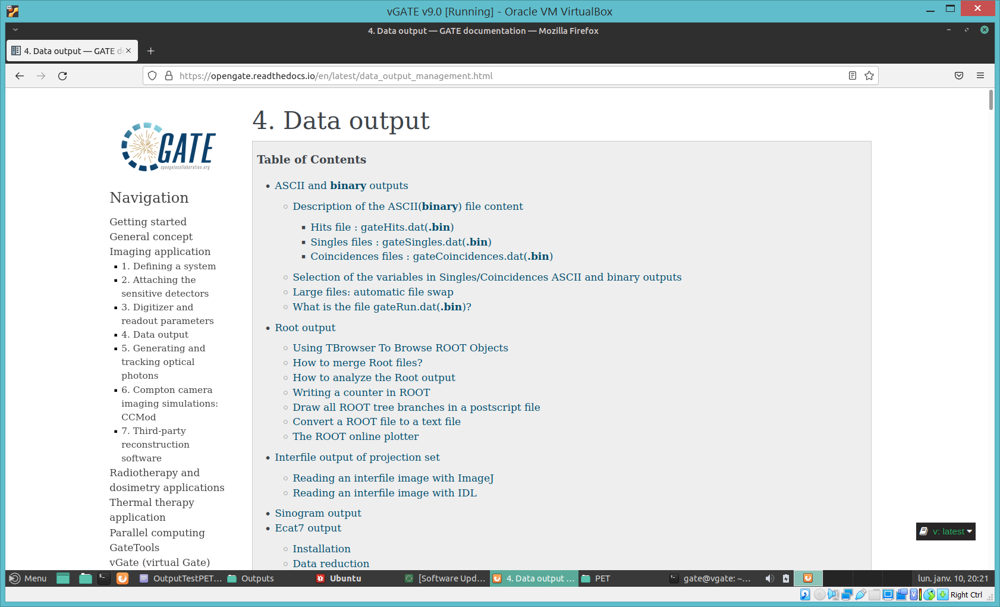 vGATE v9.0 [Running] - Oracle VM VirtualBox
4. Data output — GATE documentation — Mozilla Firefox
4. Data output — GATE do
https://opengate.readthedocs.io/en/latest/data_output_management.html
GATE
opengatecollaboration.org
Navigation
Getting started
General concept
Imaging application
1. Defining a system
2. Attaching the
sensitive detectors
3. Digitizer and
readout parameters
4. Data output
5. Generating and
tracking optical
photons
6. Compton camera
imaging simulations:
CCMod
7. Third-party
reconstruction
software
Radiotherapy and
dosimetry applications
Thermal therapy
application
Parallel computing
GateTools
vGate (virtual Gate)
4. Data output
Table of Contents
ASCII and binary outputs
Description of the ASCII(binary) file content
Hits file : gateHits.dat(.bin)
Singles files : gateSingles.dat(.bin)
Coincidences files : gateCoincidences.dat(.bin)
Selection of the variables in Singles/Coincidences ASCII and binary outputs
Large files: automatic file swap
What is the file gateRun.dat(.bin)?
Root output
Using TBrowser To Browse ROOT Objects
How to merge Root files?
How to analyze the Root output
Writing a counter in ROOT
Draw all ROOT tree branches in a postscript file
Convert a ROOT file to a text file
The ROOT online plotter
Interfile output of projection set
Reading an interfile image with ImageJ
Reading an interfile image with IDL
Sinogram output
Ecat7 output
Installation
Data reduction
v: latest
Menu OutputTestPET... Outputs Ubuntu [Software Upd... 4. Data output ... PET gate@vgate: ~... lun. janv. 10, 20:21
Right Ctrl